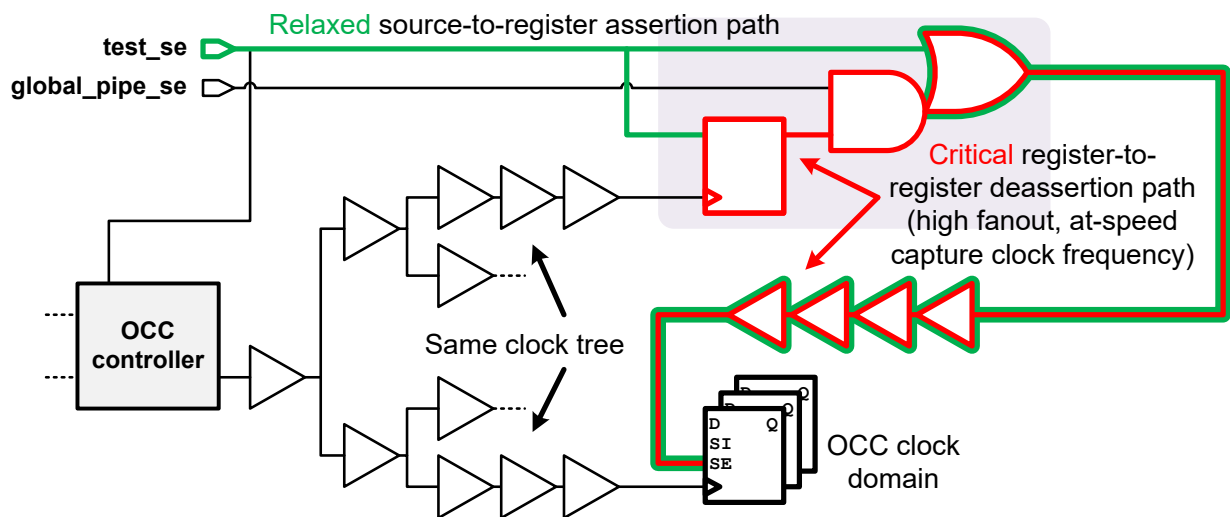 Relaxed source-to-register assertion path
test_se
global_pipe_se
Critical register-to-
register deassertion path
(high fanout, at-speed
capture clock frequency)
OCC
controller
Same clock tree
D Q
D Q
D Q
SI
SE
OCC clock
domain